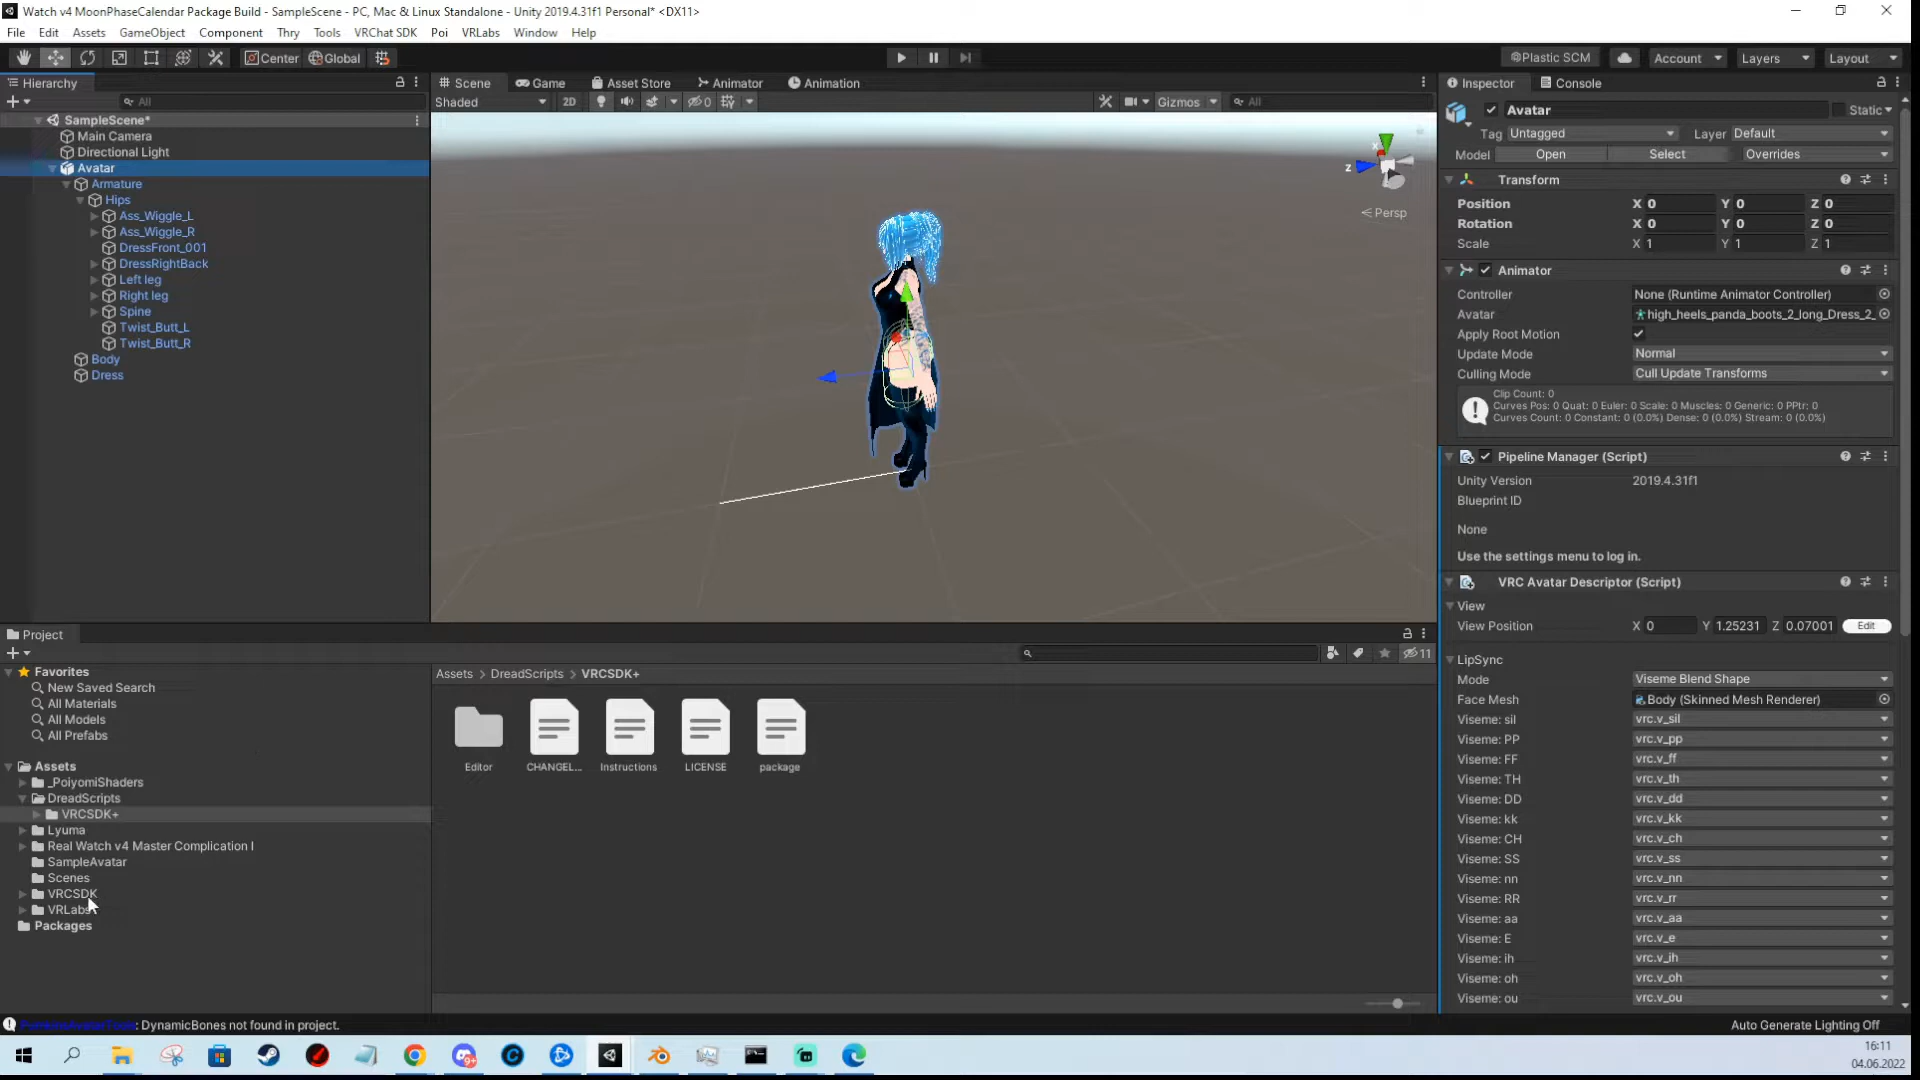 Watch v4 MoonPhaseCalendar Package Build - SampleScene - PC, Mac & Linux Standalone - Unity 2019.4.31f1 Personal* <DX11>
File Edit Assets GameObject Component Thry Tools VRChat SDK Poi VRLabs Window Help
Center Global Plastic SCM Account Layers Layout
Hierarchy
All
SampleScene*
Main Camera
Directional Light
Avatar
Armature
Hips
Ass_Wiggle_L
Ass_Wiggle_R
DressFront_001
DressRightBack
Left leg
Right leg
Spine
Twist_Butt_L
Twist_Butt_R
Body
Dress
Scene Game Asset Store Animator Animation
Shaded 2D 0 Gizmos All
z
Persp
Inspector Console
Avatar Static
Tag Untagged Layer Default
Model Open Select Overrides
Transform
Position X 0 Y 0 Z 0
Rotation X 0 Y 0 Z 0
Scale X 1 Y 1 Z 1
Animator
Controller None (Runtime Animator Controller)
Avatar high_heels_panda_boots_2_long_Dress_2_
Apply Root Motion
Update Mode Normal
Culling Mode Cull Update Transforms
Clip Count: 0
Curves Pos: 0 Quat: 0 Euler: 0 Scale: 0 Muscles: 0 Generic: 0 PPtr: 0
Curves Count: 0 Constant: 0 (0.0%) Dense: 0 (0.0%) Stream: 0 (0.0%)
Pipeline Manager (Script)
Unity Version 2019.4.31f1
Blueprint ID
None
Use the settings menu to log in.
VRC Avatar Descriptor (Script)
View
View Position X 0 Y 1.25231 Z 0.07001 Edit
LipSync
Mode Viseme Blend Shape
Face Mesh Body (Skinned Mesh Renderer)
Viseme: sil vrc.v_sil
Viseme: PP vrc.v_pp
Viseme: FF vrc.v_ff
Viseme: TH vrc.v_th
Viseme: DD vrc.v_dd
Viseme: kk vrc.v_kk
Viseme: CH vrc.v_ch
Viseme: SS vrc.v_ss
Viseme: nn vrc.v_nn
Viseme: RR vrc.v_rr
Viseme: aa vrc.v_aa
Viseme: E vrc.v_e
Viseme: ih vrc.v_ih
Viseme: oh vrc.v_oh
Viseme: ou vrc.v_ou
Project
11
Favorites
New Saved Search
All Materials
All Models
All Prefabs
Assets
_PoiyomiShaders
DreadScripts
VRCSDK+
Lyuma
Real Watch v4 Master Complication I
SampleAvatar
Scenes
VRCSDK
VRLabs
Packages
Assets > DreadScripts > VRCSDK+
Editor CHANGEL... Instructions LICENSE package
: DynamicBones not found in project.
Auto Generate Lighting Off
9+
16:11
04.06.2022